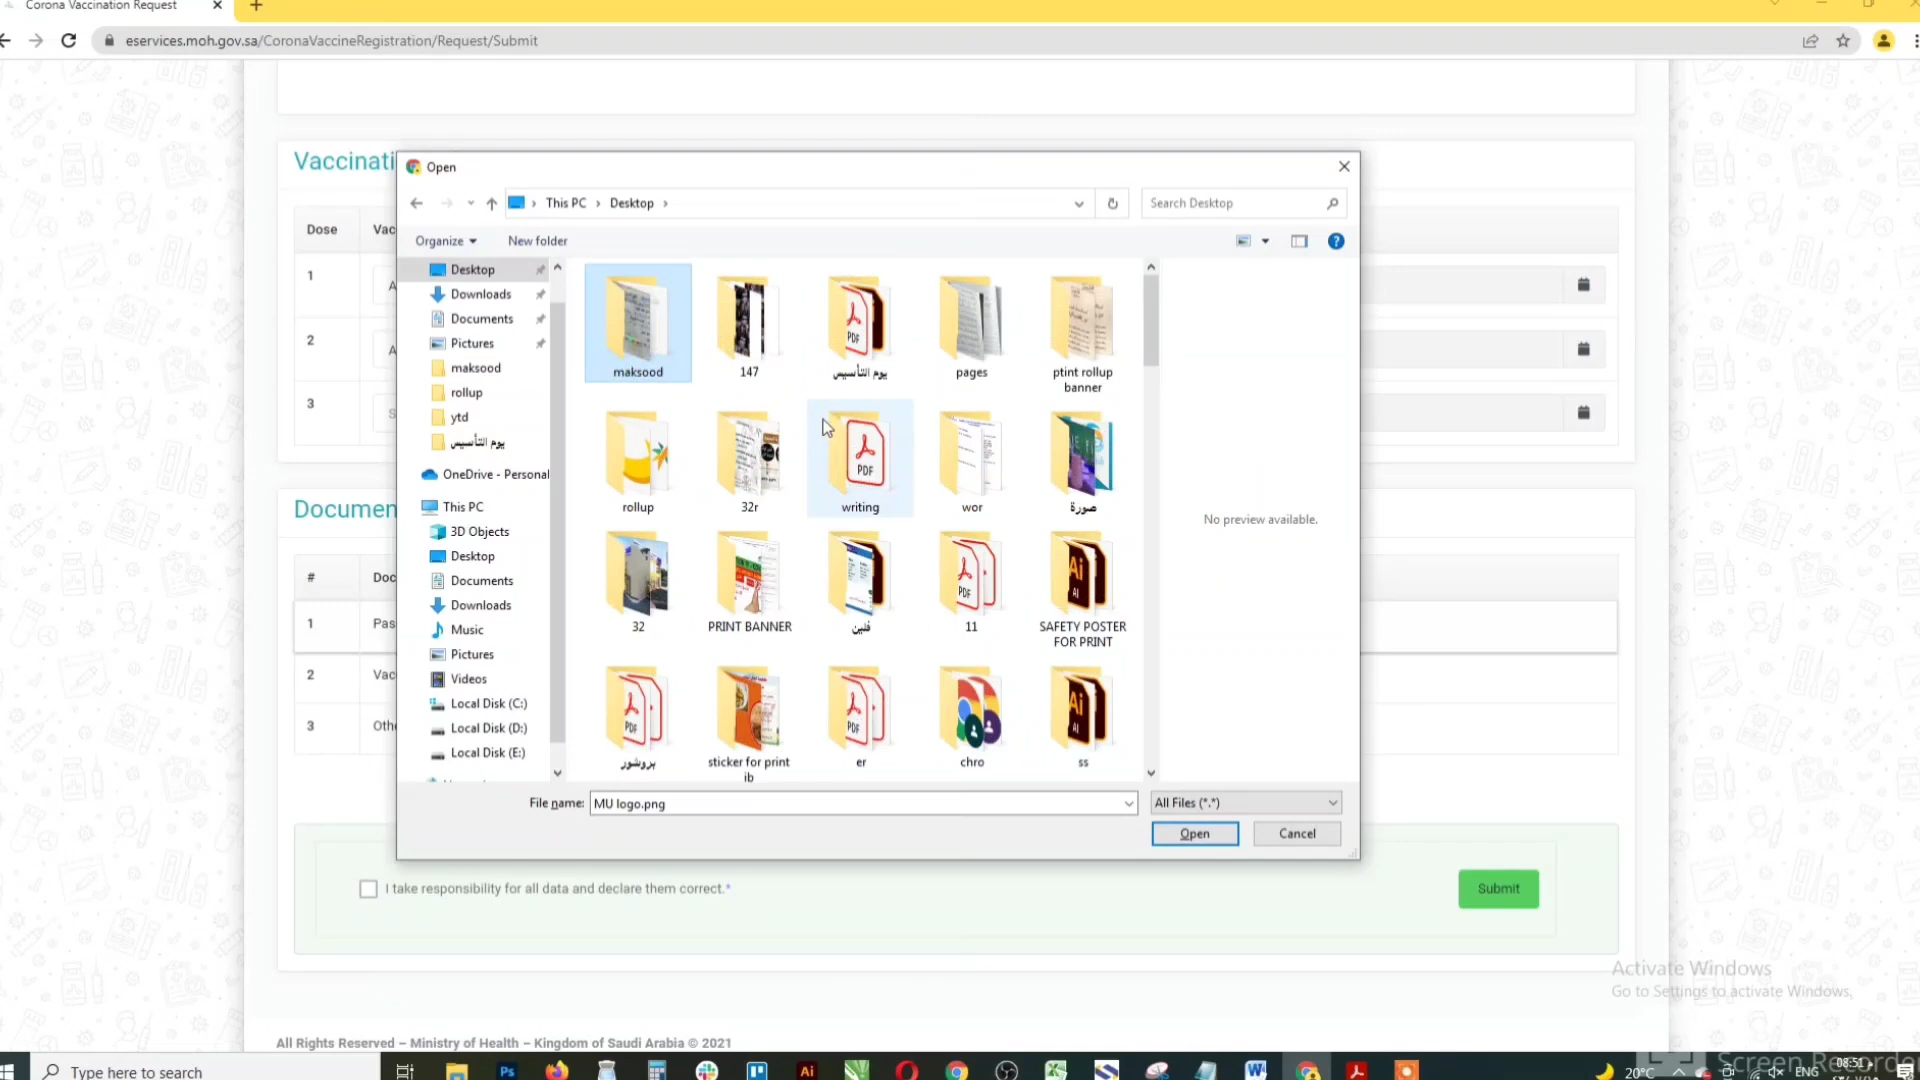 Corona Vaccination Request
eservices.moh.gov.sa/CoronaVaccineRegistration/Request/Submit
Vaccinati
Open
This PC
Desktop
Search Desktop
Organize
New folder
Dose
Vac
1
A
2
A
3
S
Desktop
Downloads
Documents
Pictures
maksood
rollup
ytd
يوم التأسيس
OneDrive - Personal
This PC
3D Objects
Desktop
Documents
Downloads
Music
Pictures
Videos
Local Disk (C:)
Local Disk (D:)
Local Disk (E:)
maksood
147
يوم التأسيس
pages
ptint rollup
banner
rollup
32r
writing
wor
صورة
32
PRINT BANNER
فلين
11
SAFETY POSTER
FOR PRINT
بروشور
sticker for print
ib
er
chro
ss
No preview available.
Documen
#
Doc
1
Pas
2
Vac
3
Oth
File name:
MU logo.png
All Files (*.*)
Open
Cancel
I take responsibility for all data and declare them correct.*
Submit
Activate Windows
Go to Settings to activate Windows.
All Rights Reserved – Ministry of Health – Kingdom of Saudi Arabia © 2021
Type here to search
20°C
ENG
08:51
Screen Recorder